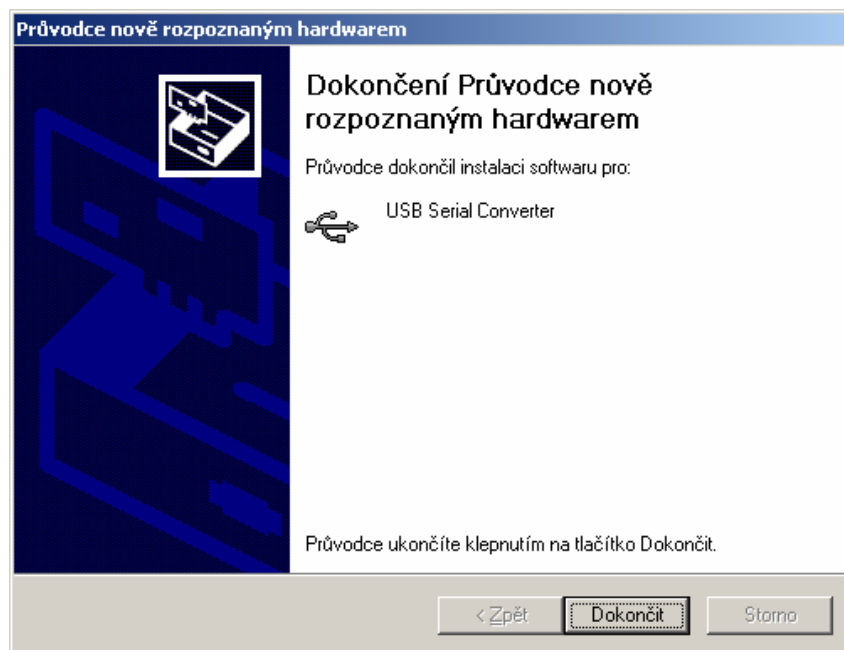 Průvodce nově rozpoznaným hardwarem
Dokončení Průvodce nově
rozpoznaným hardwarem
Průvodce dokončil instalaci softwaru pro:
USB Serial Converter
Průvodce ukončíte klepnutím na tlačítko Dokončit.
< Zpět
Dokončit
Storno